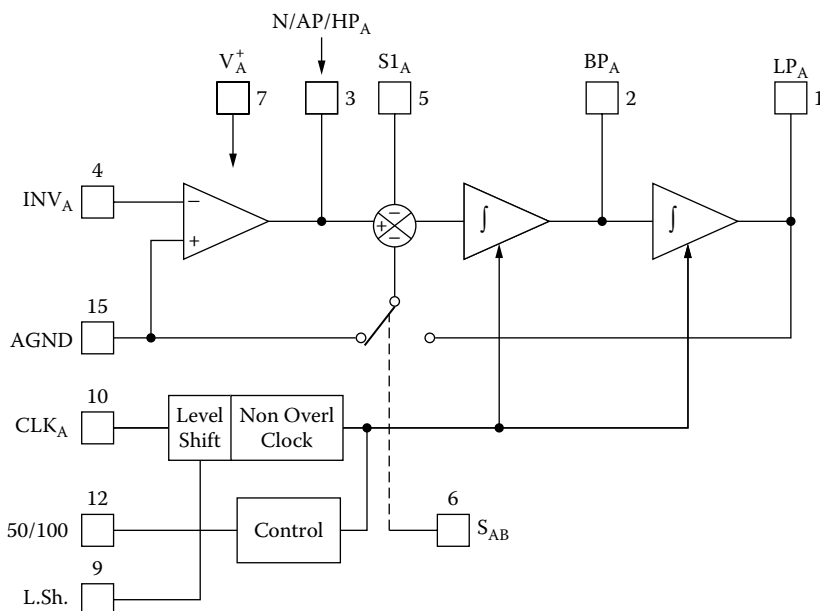 N/AP/HP_A
V_A^+
S1_A
BP_A
LP_A
7
3
5
2
1
4
INV_A
−
+
+
−
−
∫
∫
15
AGND
10
CLK_A
Level
Shift
Non Overl
Clock
12
50/100
Control
6
S_AB
9
L.Sh.